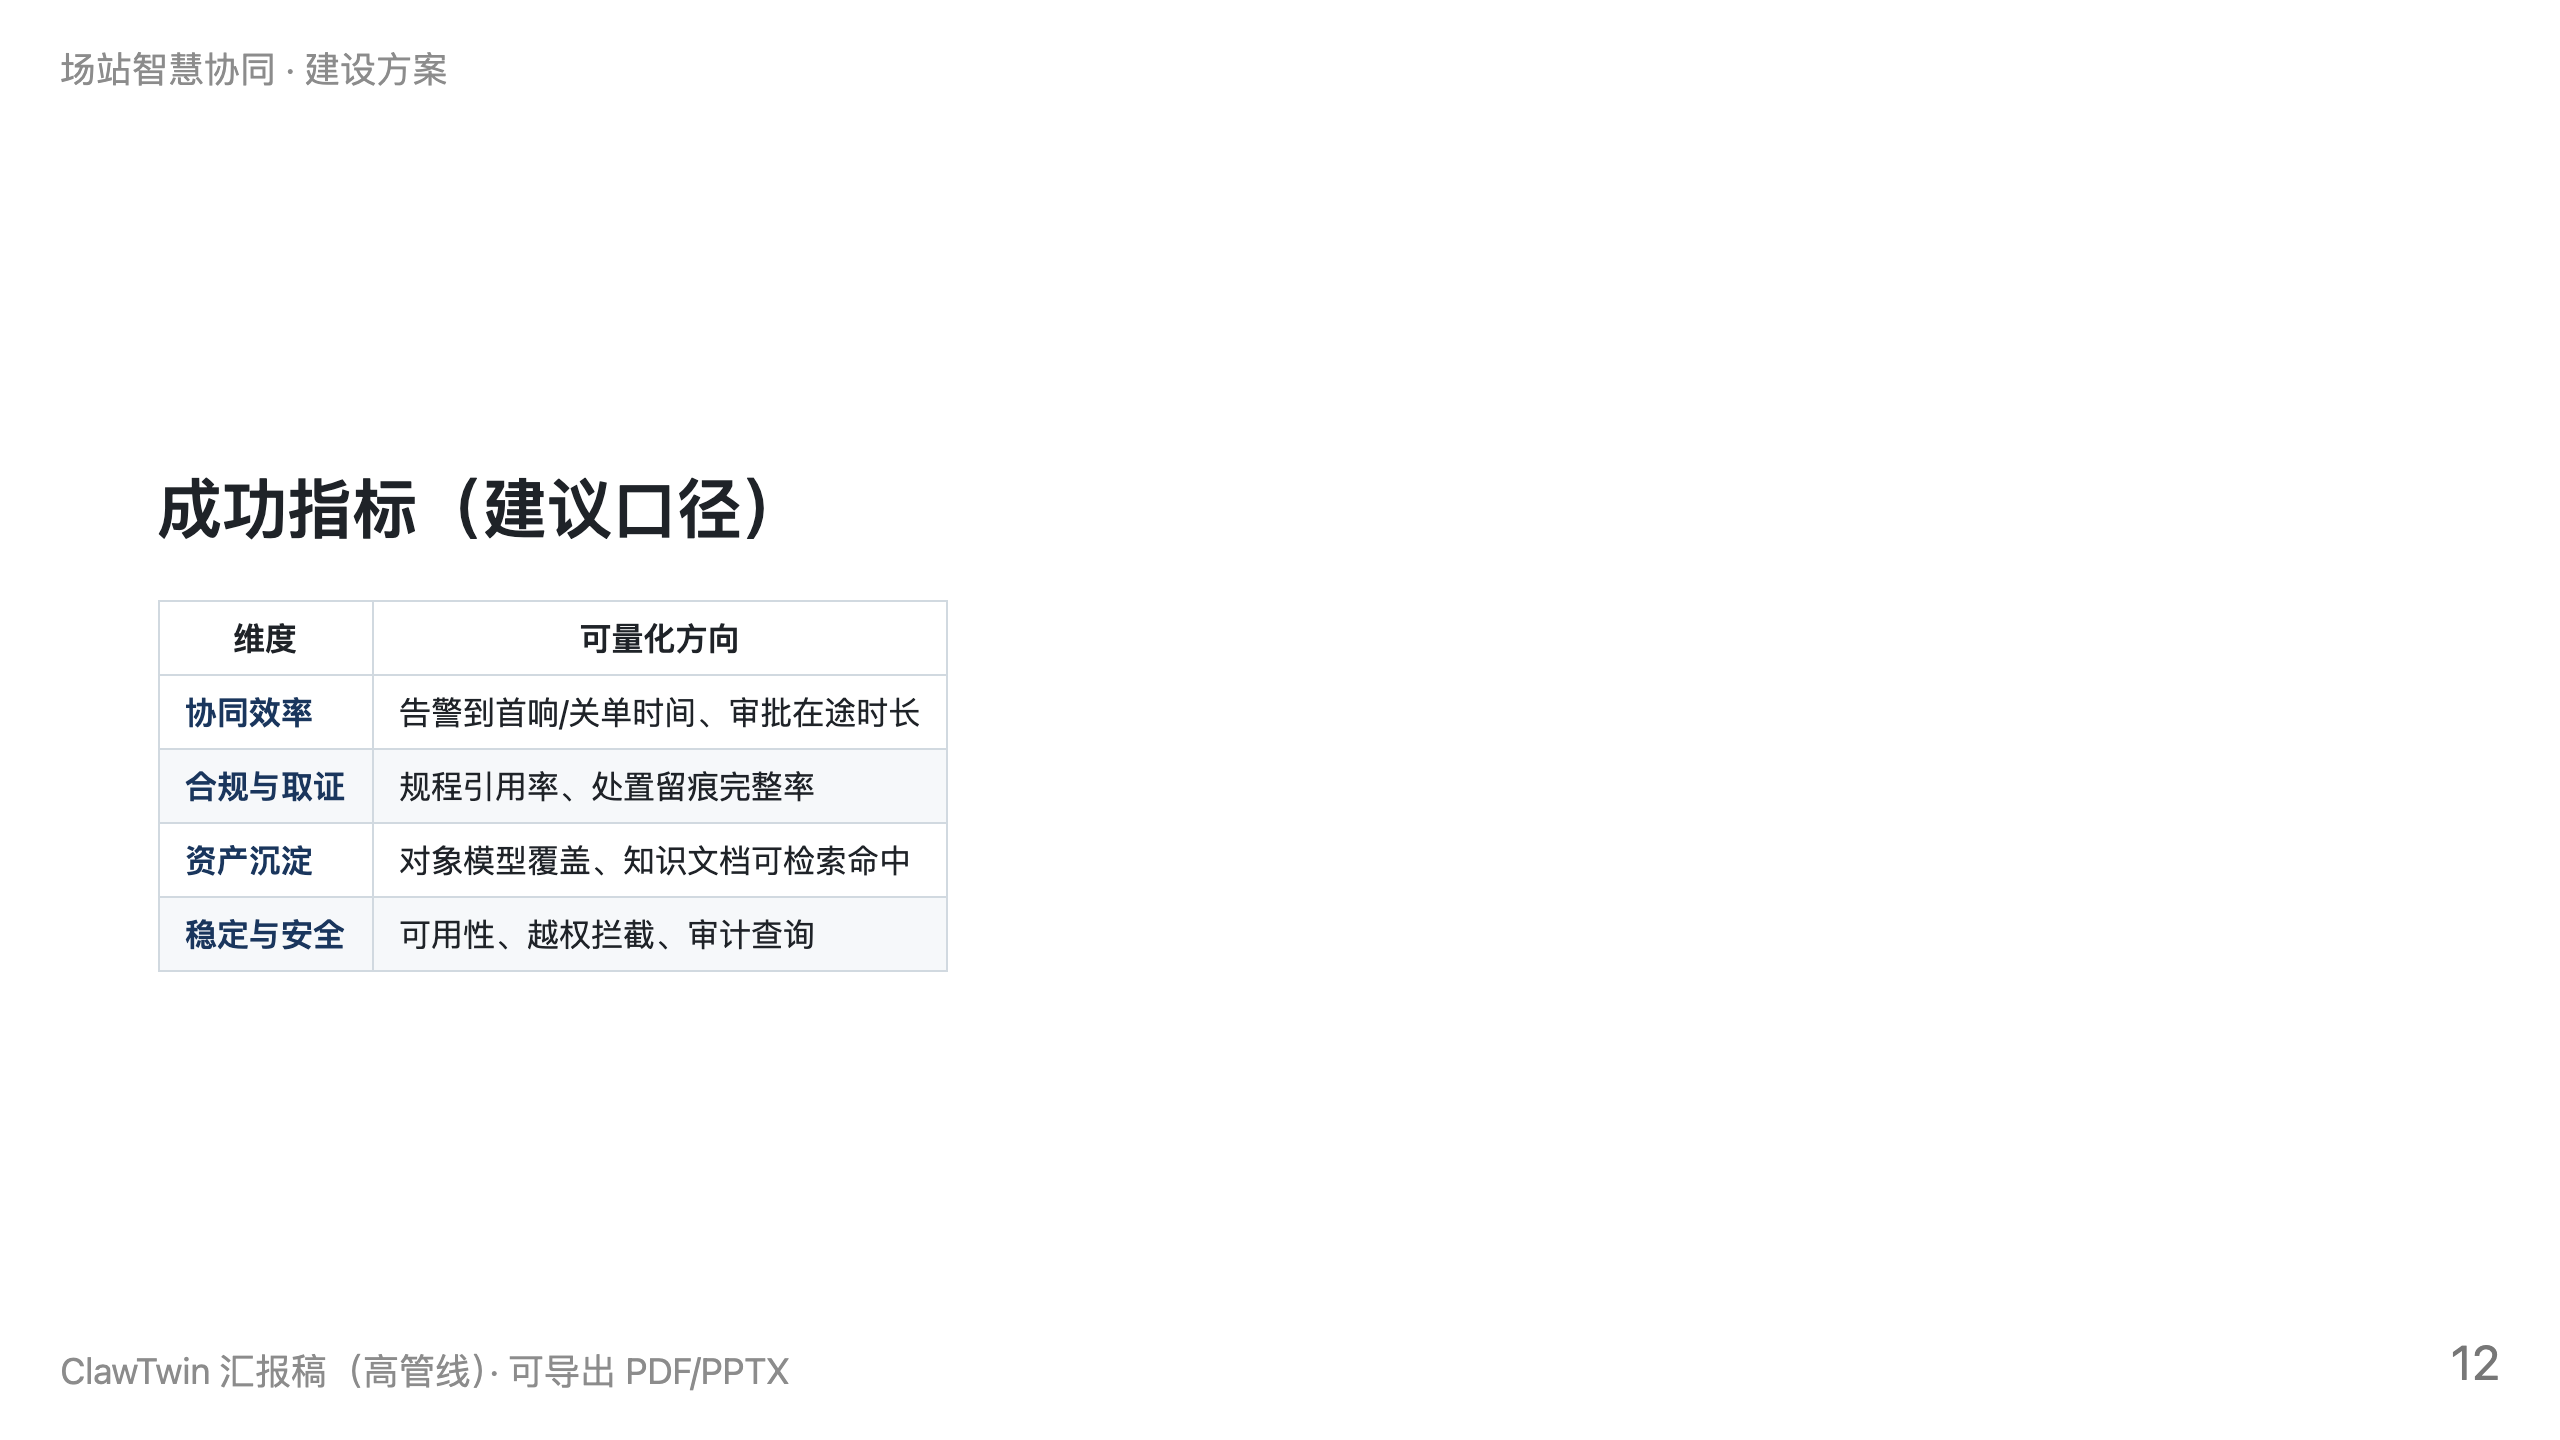 场站智慧协同 · 建设方案
成功指标（建议口径）
维度 可量化方向
协同效率 告警到首响/关单时间、审批在途时长
合规与取证 规程引用率、处置留痕完整率
资产沉淀 对象模型覆盖、知识文档可检索命中
稳定与安全 可用性、越权拦截、审计查询
ClawTwin 汇报稿（高管线）· 可导出 PDF/PPTX
12